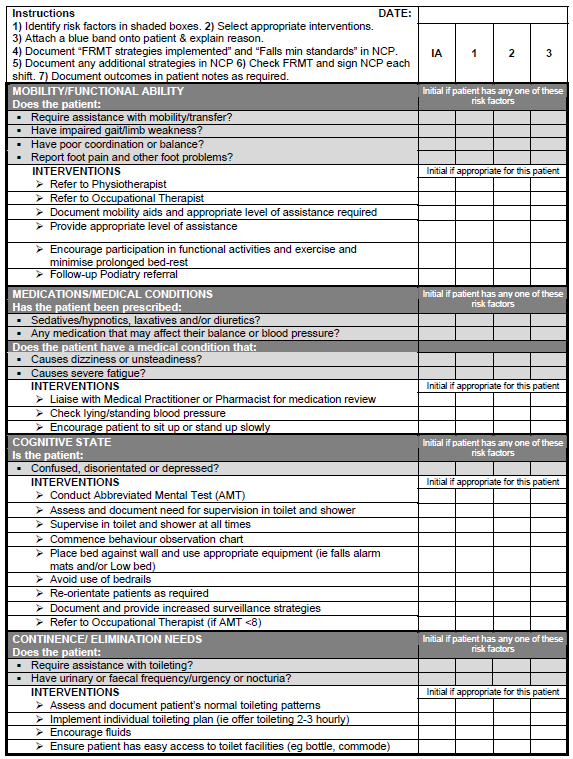 Instructions DATE:
1) Identify risk factors in shaded boxes. 2) Select appropriate interventions.
3) Attach a blue band onto patient & explain reason.
4) Document “FRMT strategies implemented” and “Falls min standards” in NCP.
5) Document any additional strategies in NCP 6) Check FRMT and sign NCP each
shift. 7) Document outcomes in patient notes as required.
IA 1 2 3
MOBILITY/FUNCTIONAL ABILITY
Does the patient:
Initial if patient has any one of these
risk factors
▪ Require assistance with mobility/transfer?
▪ Have impaired gait/limb weakness?
▪ Have poor coordination or balance?
▪ Report foot pain and other foot problems?
INTERVENTIONS Initial if appropriate for this patient
➢ Refer to Physiotherapist
➢ Refer to Occupational Therapist
➢ Document mobility aids and appropriate level of assistance required
➢ Provide appropriate level of assistance
➢ Encourage participation in functional activities and exercise and
minimise prolonged bed-rest
➢ Follow-up Podiatry referral
MEDICATIONS/MEDICAL CONDITIONS
Has the patient been prescribed:
Initial if patient has any one of these
risk factors
▪ Sedatives/hypnotics, laxatives and/or diuretics?
▪ Any medication that may affect their balance or blood pressure?
Does the patient have a medical condition that:
▪ Causes dizziness or unsteadiness?
▪ Causes severe fatigue?
INTERVENTIONS Initial if appropriate for this patient
➢ Liaise with Medical Practitioner or Pharmacist for medication review
➢ Check lying/standing blood pressure
➢ Encourage patient to sit up or stand up slowly
COGNITIVE STATE
Is the patient:
Initial if patient has any one of these
risk factors
▪ Confused, disorientated or depressed?
INTERVENTIONS Initial if appropriate for this patient
➢ Conduct Abbreviated Mental Test (AMT)
➢ Assess and document need for supervision in toilet and shower
➢ Supervise in toilet and shower at all times
➢ Commence behaviour observation chart
➢ Place bed against wall and use appropriate equipment (ie falls alarm
mats and/or Low bed)
➢ Avoid use of bedrails
➢ Re-orientate patients as required
➢ Document and provide increased surveillance strategies
➢ Refer to Occupational Therapist (if AMT <8)
CONTINENCE/ ELIMINATION NEEDS
Does the patient:
Initial if patient has any one of these
risk factors
▪ Require assistance with toileting?
▪ Have urinary or faecal frequency/urgency or nocturia?
INTERVENTIONS Initial if appropriate for this patient
➢ Assess and document patient’s normal toileting patterns
➢ Implement individual toileting plan (ie offer toileting 2-3 hourly)
➢ Encourage fluids
➢ Ensure patient has easy access to toilet facilities (eg bottle, commode)